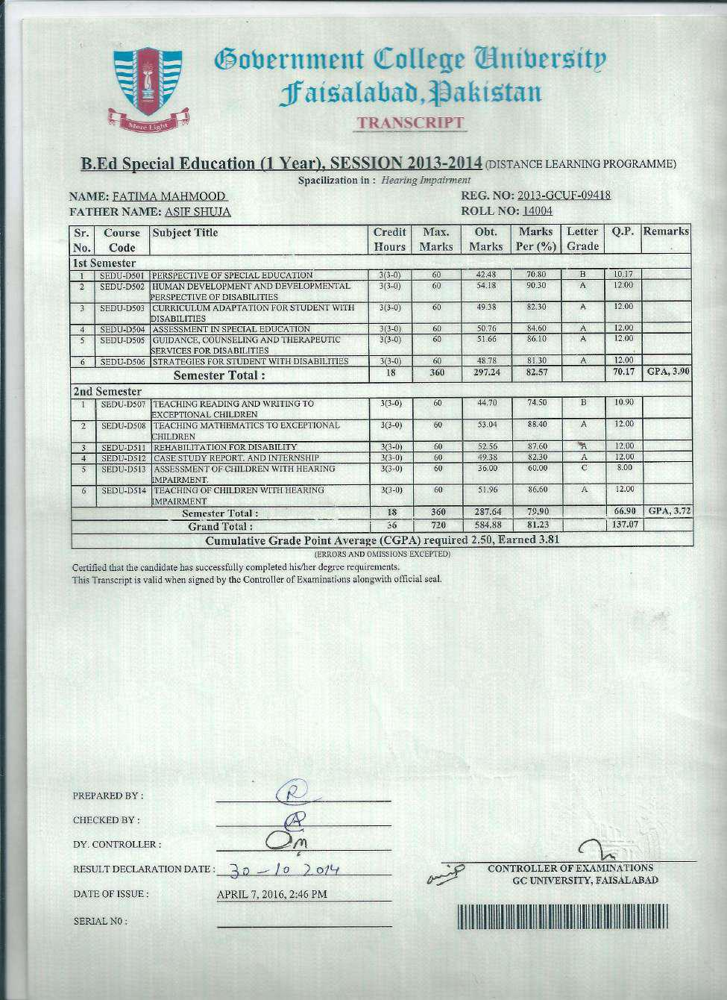 Government College University
Faisalabad, Pakistan
TRANSCRIPT
More Light
B.Ed Special Education (1 Year), SESSION 2013-2014 (DISTANCE LEARNING PROGRAMME)
Spacilization in : Hearing Impairment
NAME: FATIMA MAHMOOD REG. NO: 2013-GCUF-09418
FATHER NAME: ASIF SHUJA ROLL NO: 14004
Sr. No. Course Code Subject Title Credit Hours Max. Marks Obt. Marks Marks Per (%) Letter Grade Q.P. Remarks
1st Semester
1 SEDU-D501 PERSPECTIVE OF SPECIAL EDUCATION 3(3-0) 60 42.48 70.80 B 10.17
2 SEDU-D502 HUMAN DEVELOPMENT AND DEVELOPMENTAL 3(3-0) 60 54.18 90.30 A 12.00
PERSPECTIVE OF DISABILITIES
3 SEDU-D503 CURRICULUM ADAPTATION FOR STUDENT WITH 3(3-0) 60 49.38 82.30 A 12.00
DISABILITIES
4 SEDU-D504 ASSESSMENT IN SPECIAL EDUCATION 3(3-0) 60 50.76 84.60 A 12.00
5 SEDU-D505 GUIDANCE, COUNSELING AND THERAPEUTIC 3(3-0) 60 51.66 86.10 A 12.00
SERVICES FOR DISABILITIES
6 SEDU-D506 STRATEGIES FOR STUDENT WITH DISABILITIES 3(3-0) 60 48.78 81.30 A 12.00
Semester Total : 18 360 297.24 82.57 70.17 GPA, 3.90
2nd Semester
1 SEDU-D507 TEACHING READING AND WRITING TO 3(3-0) 60 44.70 74.50 B 10.90
EXCEPTIONAL CHILDREN
2 SEDU-D508 TEACHING MATHEMATICS TO EXCEPTIONAL 3(3-0) 60 53.04 88.40 A 12.00
CHILDREN
3 SEDU-D511 REHABILITATION FOR DISABILITY 3(3-0) 60 52.56 87.60 A 12.00
4 SEDU-D512 CASE STUDY REPORT. AND INTERNSHIP 3(3-0) 60 49.38 82.30 A 12.00
5 SEDU-D513 ASSESSMENT OF CHILDREN WITH HEARING 3(3-0) 60 36.00 60.00 C 8.00
IMPAIRMENT.
6 SEDU-D514 TEACHING OF CHILDREN WITH HEARING 3(3-0) 60 51.96 86.60 A 12.00
IMPAIRMENT
Semester Total : 18 360 287.64 79.90 66.90 GPA, 3.72
Grand Total : 36 720 584.88 81.23 137.07
Cumulative Grade Point Average (CGPA) required 2.50, Earned 3.81
(ERRORS AND OMISSIONS EXCEPTED)
Certified that the candidate has successfully completed his/her degree requirements.
This Transcript is valid when signed by the Controller of Examinations alongwith official seal.
PREPARED BY :
CHECKED BY :
DY. CONTROLLER :
RESULT DECLARATION DATE : 30-10 2014
CONTROLLER OF EXAMINATIONS
GC UNIVERSITY, FAISALABAD
DATE OF ISSUE : APRIL 7, 2016, 2:46 PM
SERIAL N0 :